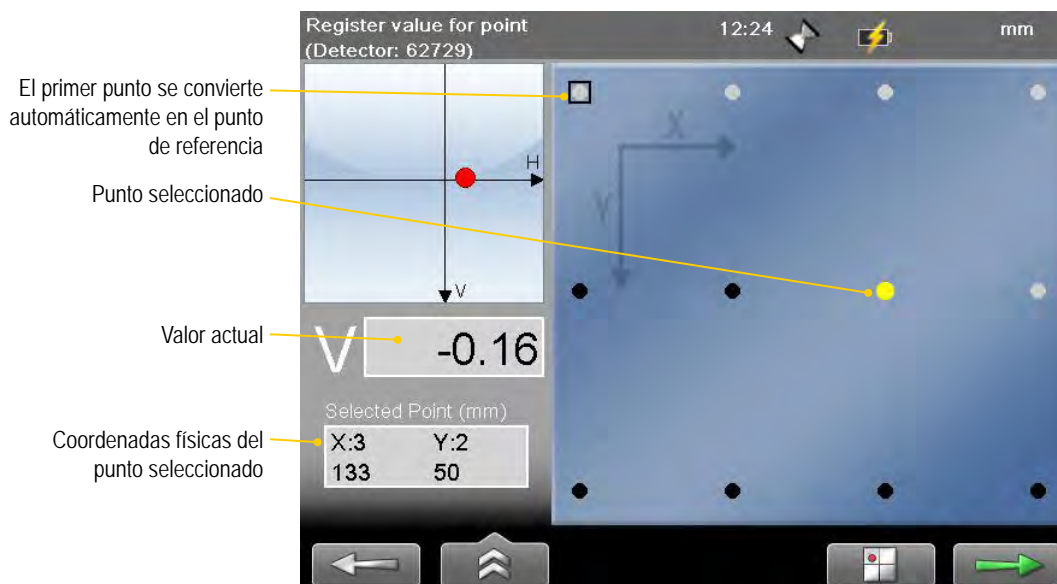 Register value for point
(Detector: 62729)
12:24
mm
El primer punto se convierte
automáticamente en el punto
de referencia
Punto seleccionado
Valor actual
Coordenadas físicas del
punto seleccionado
H
V
V
-0.16
Selected Point (mm)
X:3 Y:2
133 50
X
Y